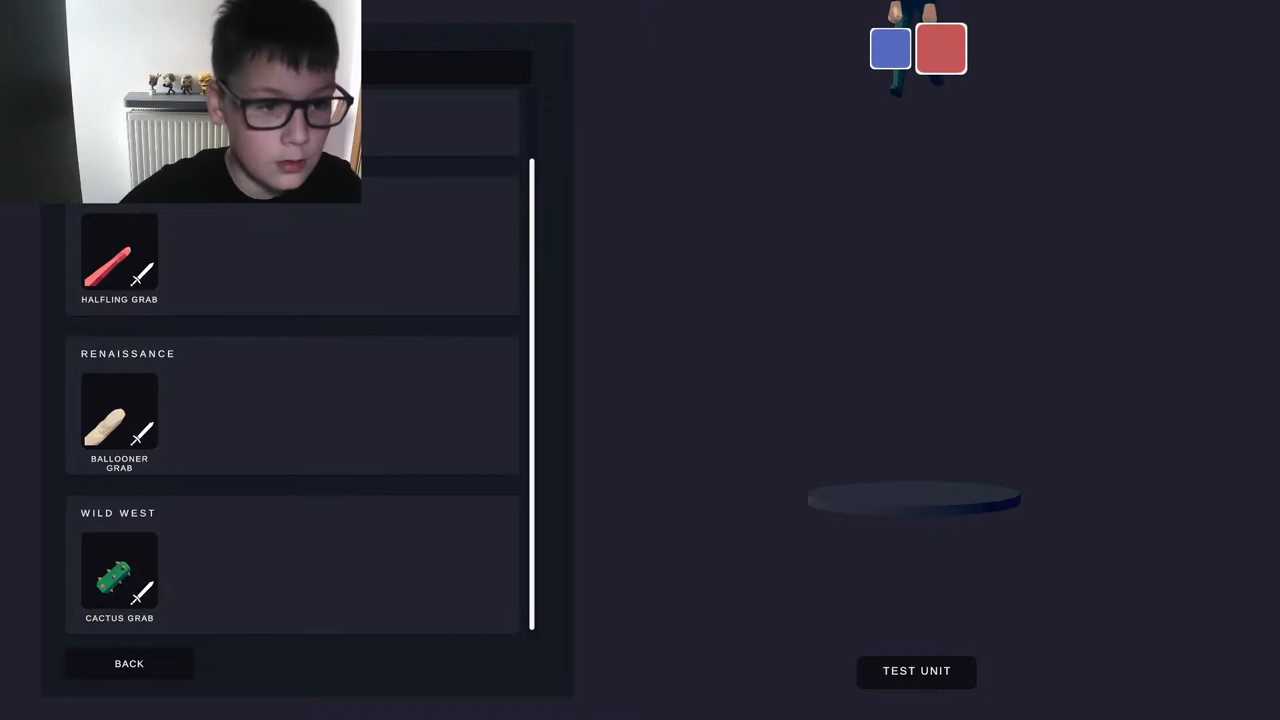 HALFLING GRAB
RENAISSANCE
BALLOONER
GRAB
WILD WEST
CACTUS GRAB
BACK
TEST UNIT